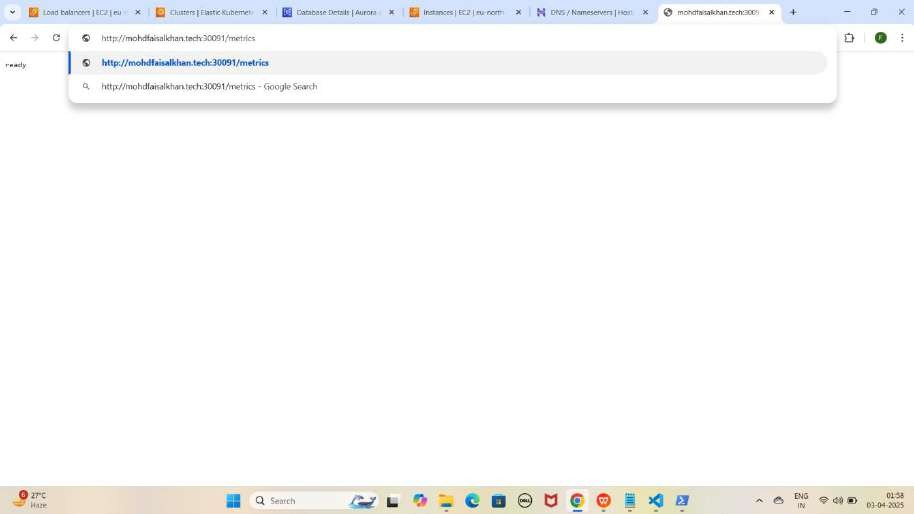 Load balancers | EC2 | eu-n
Clusters | Elastic Kubernete
Database Details | Aurora a
Instances | EC2 | eu-north
DNS / Nameservers | Host
mohdfaisalkhan.tech:3009
http://mohdfaisalkhan.tech:30091/metrics
F
http://mohdfaisalkhan.tech:30091/metrics
http://mohdfaisalkhan.tech:30091/metrics - Google Search
ready
6
27°C
Haze
Search
DELL
ENG
IN
01:58
03-04-2025